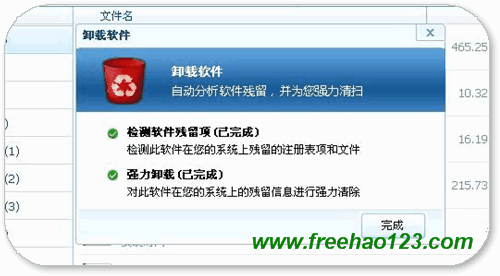 文件名
卸载软件
465.25
卸载软件
自动分析软件残留，并为您强力清扫
10.32
检测软件残留项(已完成)
16.19
(1)
检测此软件在您的系统上残留的注册表项和文件
(2)
强力卸载(已完成)
215.73
对此软件在您的系统上的残留信息进行强力清除
(3)
完成
www.freehao123.com